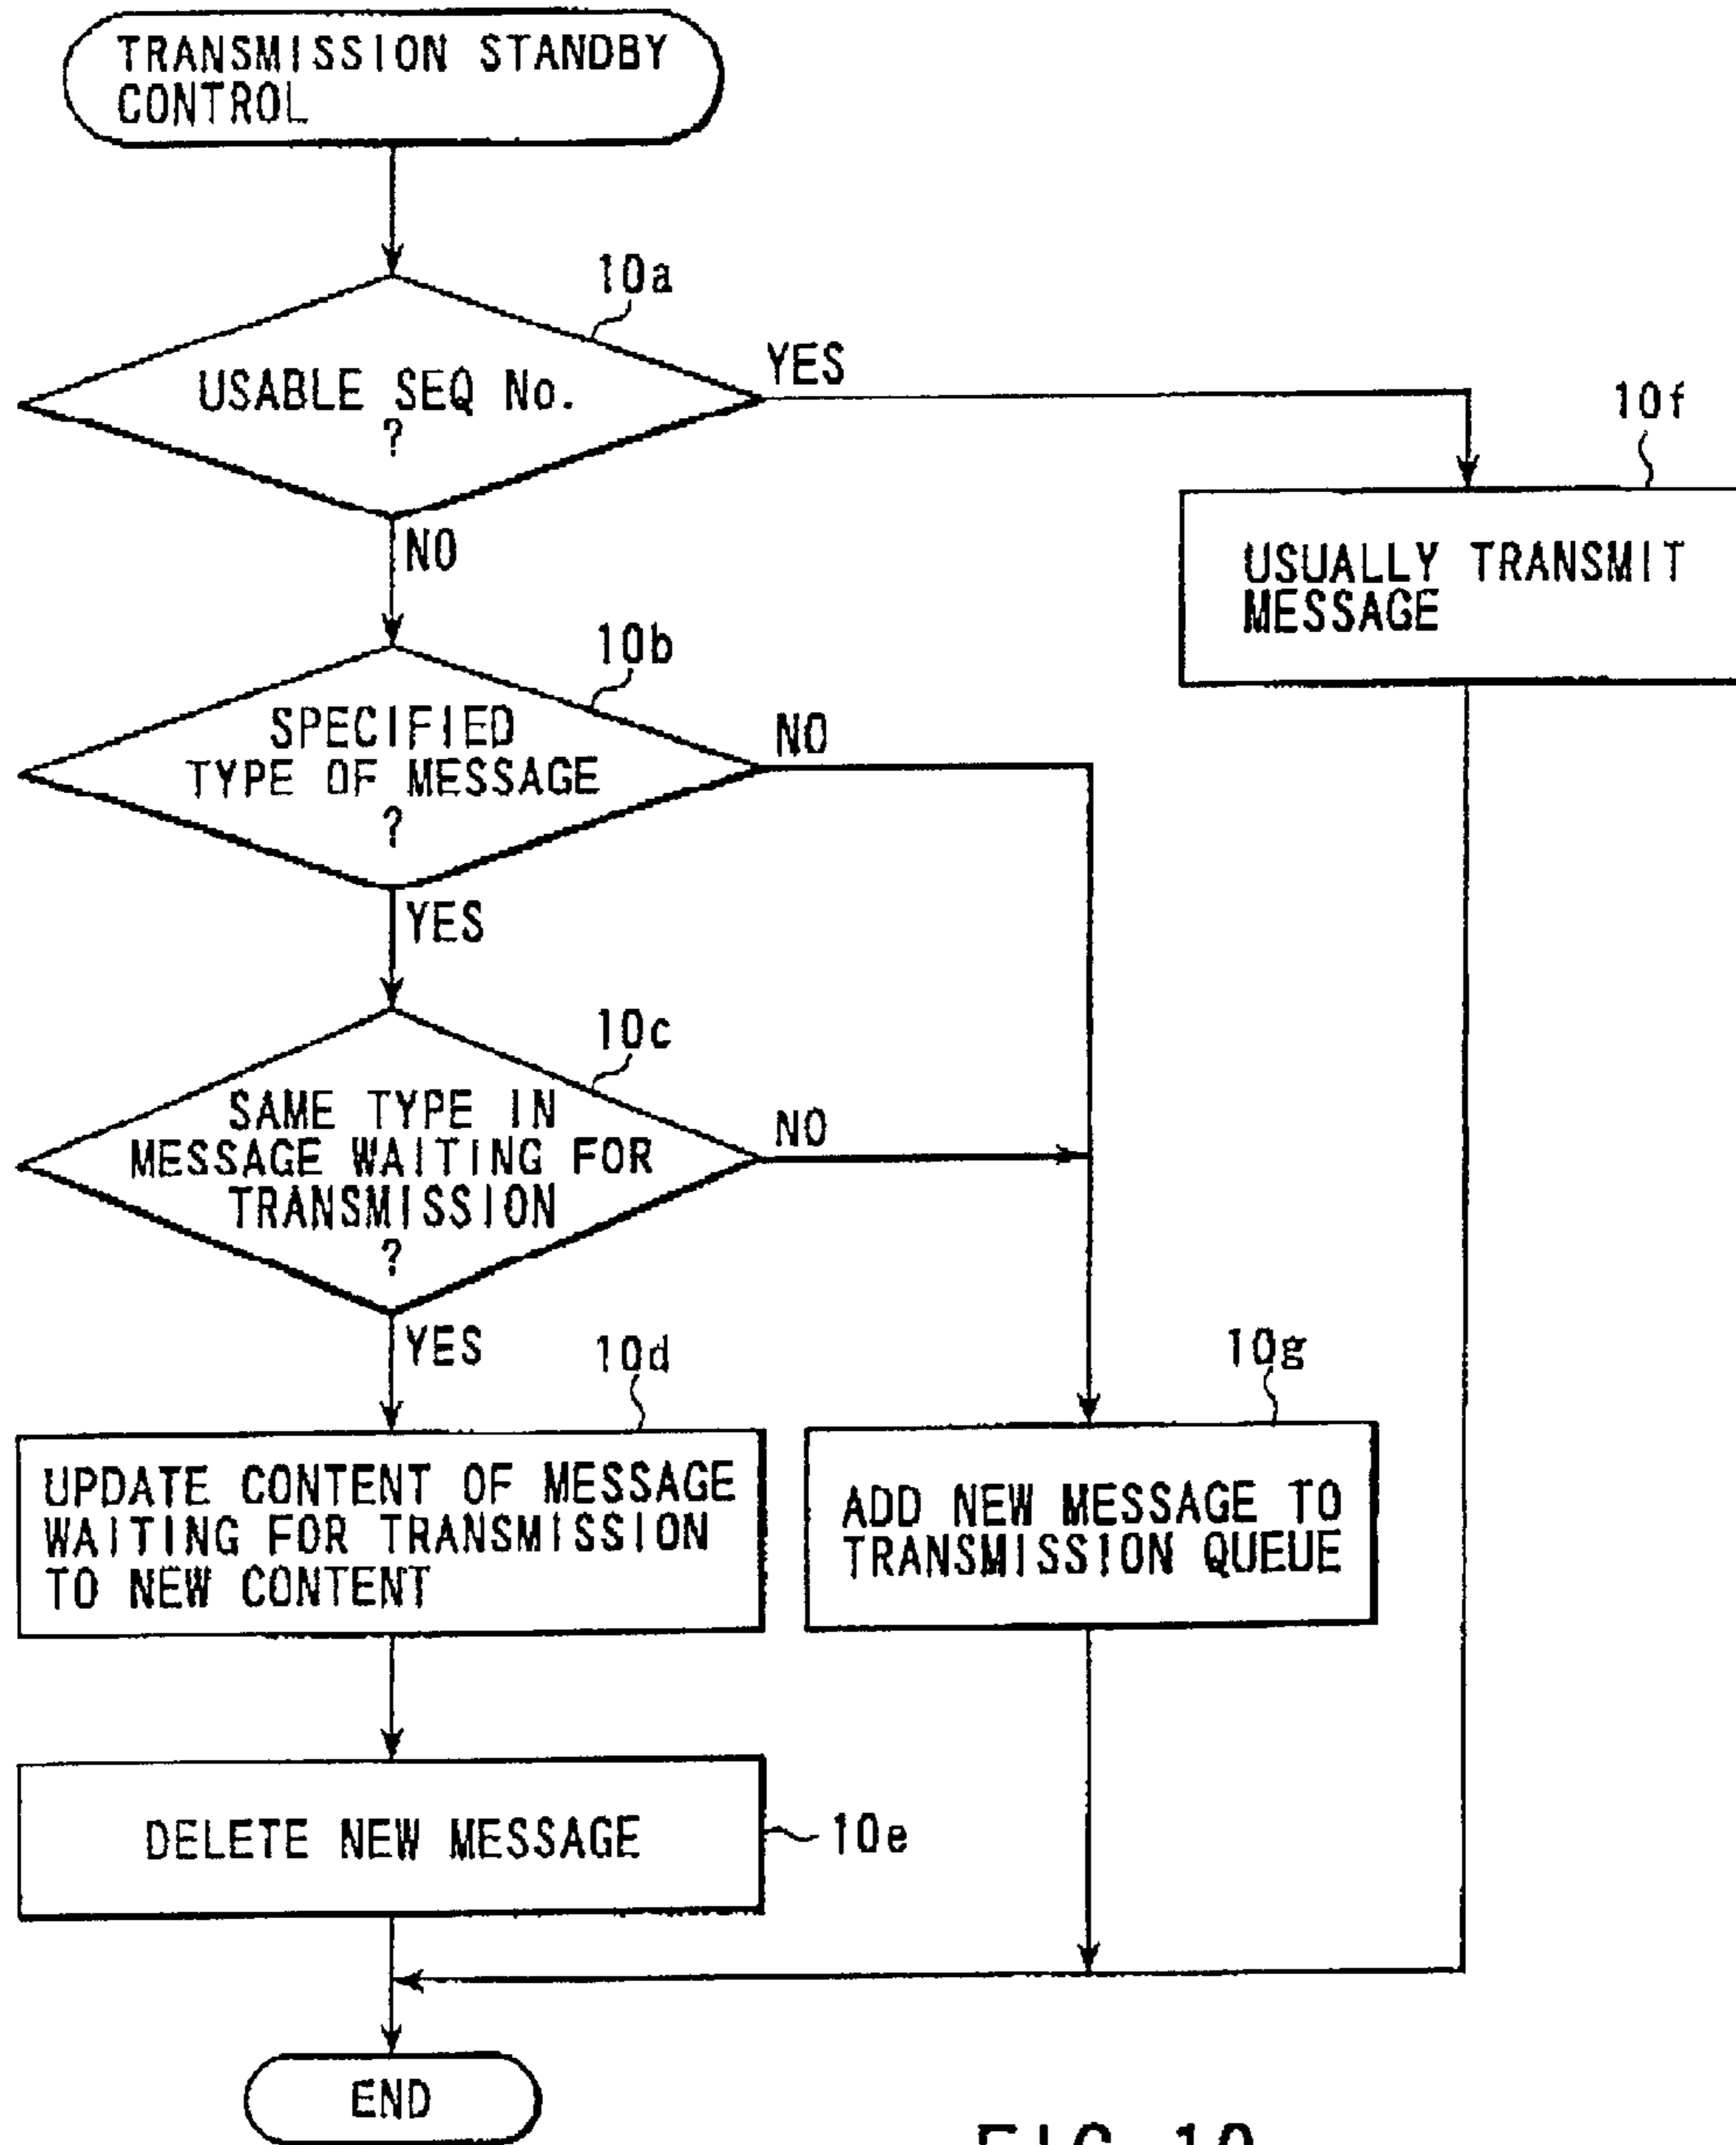 TRANSMISSION STANDBY
CONTROL
10a
USABLE SEQ No.
?
YES
NO
10f
USUALLY TRANSMIT
MESSAGE
10b
SPECIFIED
TYPE OF MESSAGE
?
NO
YES
10c
SAME TYPE IN
MESSAGE WAITING FOR
TRANSMISSION
?
NO
YES
10d
UPDATE CONTENT OF MESSAGE
WAITING FOR TRANSMISSION
TO NEW CONTENT
10g
ADD NEW MESSAGE TO
TRANSMISSION QUEUE
DELETE NEW MESSAGE
10e
END
FIG. 10